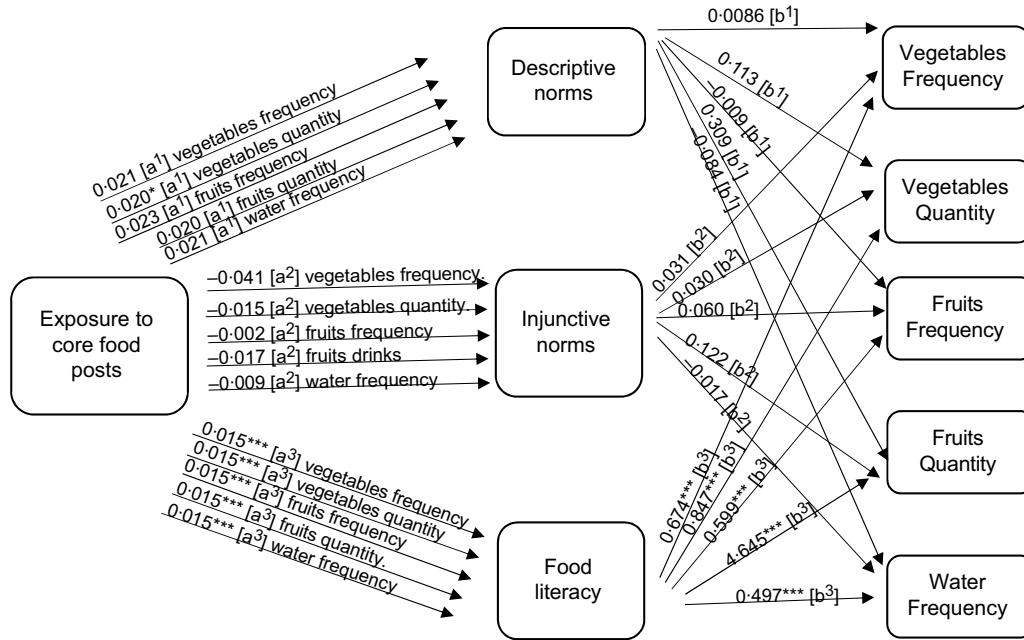 0·0086 [b1]
Descriptive
norms
Vegetables
Frequency
0·113 [b1]
–0·009 [b1]
0·309 [b1]
–0·084 [b1]
0·021 [a1] vegetables frequency
0·020* [a1] vegetables quantity
0·023 [a1] fruits frequency
0·020 [a1] fruits quantity
0·021 [a1] water frequency
Vegetables
Quantity
Exposure to
core food
posts
–0·041 [a2] vegetables frequency.
–0·015 [a2] vegetables quantity.
–0·002 [a2] fruits frequency
–0·017 [a2] fruits drinks
–0·009 [a2] water frequency
Injunctive
norms
0·031 [b2]
0·030 [b2]
0·060 [b2]
0·122 [b2]
–0·017 [b2]
Fruits
Frequency
Fruits
Quantity
0·015*** [a3] vegetables frequency
0·015*** [a3] vegetables quantity
0·015*** [a3] fruits frequency
0·015*** [a3] fruits quantity.
0·015*** [a3] water frequency
Food
literacy
0·674*** [b3]
0·847*** [b3]
0·599*** [b3]
4·645*** [b3]
0·497*** [b3]
Water
Frequency